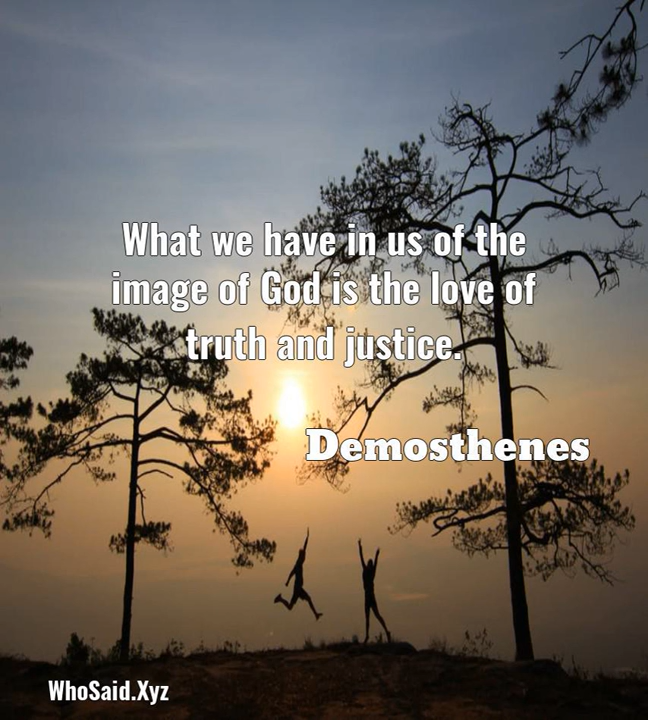 What we have in us of the
image of God is the love of
truth and justice.
Demosthenes
WhoSaid.Xyz